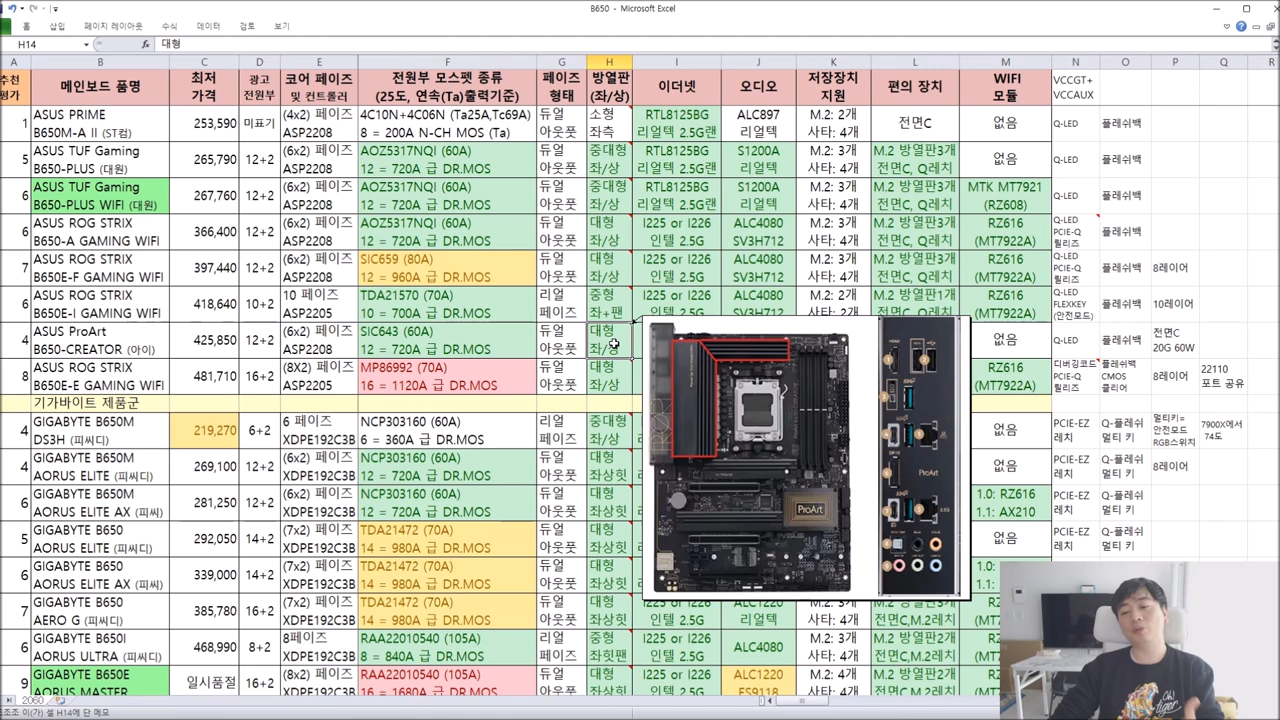 B650 - Microsoft Excel
홈 삽입 페이지 레이아웃 수식 데이터 검토 보기
H14 fx 대형
A B C D E F G H I J K L M N O P Q R
추천 평가 메인보드 품명 최저 가격 광고 전원부 코어 페이즈 및 컨트롤러 전원부 모스펫 종류 (25도, 연속(Ta)출력기준) 페이즈 형태 방열판 (좌/상) 이더넷 오디오 저장장치 지원 편의 장치 WIFI 모듈 VCCGT+ VCCAUX
1 ASUS PRIME B650M-A II (ST컴) 253,590 미표기 (4x2) 페이즈 ASP2208 4C10N+4C06N (Ta25A,Tc69A) 8 = 200A N-CH MOS (Ta) 듀얼 아웃풋 소형 좌측 RTL8125BG 리얼텍 2.5G랜 ALC897 리얼텍 M.2: 2개 사타: 4개 전면C 없음 Q-LED 플레쉬백
5 ASUS TUF Gaming B650-PLUS (대원) 265,790 12+2 (6x2) 페이즈 ASP2208 AOZ5317NQI (60A) 12 = 720A 급 DR.MOS 듀얼 아웃풋 중대형 좌/상 RTL8125BG 리얼텍 2.5G랜 S1200A 리얼텍 M.2: 3개 사타: 4개 M.2 방열판3개 전면C, Q레치 없음 Q-LED 플레쉬백
6 ASUS TUF Gaming B650-PLUS WIFI (대원) 267,760 12+2 (6x2) 페이즈 ASP2208 AOZ5317NQI (60A) 12 = 720A 급 DR.MOS 듀얼 아웃풋 중대형 좌/상 RTL8125BG 리얼텍 2.5G랜 S1200A 리얼텍 M.2: 3개 사타: 4개 M.2 방열판3개 전면C, Q레치 MTK MT7921 (RZ608) Q-LED 플레쉬백
6 ASUS ROG STRIX B650-A GAMING WIFI 366,400 12+2 (6x2) 페이즈 ASP2208 AOZ5317NQI (60A) 12 = 720A 급 DR.MOS 듀얼 아웃풋 대형 좌/상 I225 or I226 인텔 2.5G ALC4080 SV3H712 M.2: 3개 사타: 4개 M.2 방열판3개 전면C, Q레치 RZ616 (MT7922A) Q-LED PCIE-Q 릴리즈 플레쉬백
7 ASUS ROG STRIX B650E-F GAMING WIFI 397,440 12+2 (6x2) 페이즈 ASP2208 SIC659 (80A) 12 = 960A 급 DR.MOS 듀얼 아웃풋 대형 좌/상 I225 or I226 인텔 2.5G ALC4080 SV3H712 M.2: 3개 사타: 4개 M.2 방열판3개 전면C, Q레치 RZ616 (MT7922A) Q-LED PCIE-Q 릴리즈 플레쉬백 8레이어
6 ASUS ROG STRIX B650E-I GAMING WIFI 418,640 10+2 10 페이즈 ASP2208 TDA21570 (70A) 10 = 700A 급 DR.MOS 리얼 페이즈 중형 좌+팬 I225 or I226 인텔 2.5G ALC4080 SV3H712 M.2: 2개 사타: 2개 M.2 방열판1개 전면C, Q레치 RZ616 (MT7922A) Q-LED FLEXKEY (안전모드) 플레쉬백 10레이어
4 ASUS ProArt B650-CREATOR (아이) 425,850 12+2 (6x2) 페이즈 ASP2208 SIC643 (60A) 12 = 720A 급 DR.MOS 듀얼 아웃풋 대형 좌/상 없음 Q-LED 플레쉬백 전면C 20G 60W
8 ASUS ROG STRIX B650E-E GAMING WIFI 481,710 16+2 (8X2) 페이즈 ASP2205 MP86992 (70A) 16 = 1120A 급 DR.MOS 듀얼 아웃풋 대형 좌/상 RZ616 (MT7922A) 디버깅코드 PCIE-Q 릴리즈 플레쉬백 CMOS 클리어 8레이어 22110 포트 공유
기가바이트 제품군
4 GIGABYTE B650M DS3H (피씨디) 219,270 6+2 6 페이즈 XDPE192C3B NCP303160 (60A) 6 = 360A 급 DR.MOS 리얼 페이즈 중대형 좌/상 없음 PCIE-EZ 레치 Q-플레쉬 멀티 키 멀티키= 안전모드 RGB스위치 7900X에서 74도
4 GIGABYTE B650M AORUS ELITE (피씨디) 269,100 12+2 (6x2) 페이즈 XDPE192C3B NCP303160 (60A) 12 = 720A 급 DR.MOS 듀얼 아웃풋 대형 좌상힛 없음 PCIE-EZ 레치 Q-플레쉬 멀티 키 8레이어
6 GIGABYTE B650M AORUS ELITE AX (피씨) 281,250 12+2 (6x2) 페이즈 XDPE192C3B NCP303160 (60A) 12 = 720A 급 DR.MOS 듀얼 아웃풋 대형 좌상힛 1.0: RZ616 1.1: AX210 PCIE-EZ 레치 Q-플레쉬 멀티 키
5 GIGABYTE B650 AORUS ELITE (피씨디) 292,050 14+2 (7x2) 페이즈 XDPE192C3B TDA21472 (70A) 14 = 980A 급 DR.MOS 듀얼 아웃풋 대형 좌상힛 없음 PCIE-EZ 레치 Q-플레쉬 멀티 키
6 GIGABYTE B650 AORUS ELITE AX (피씨디) 339,000 14+2 (7x2) 페이즈 XDPE192C3B TDA21472 (70A) 14 = 980A 급 DR.MOS 듀얼 아웃풋 대형 좌상힛 1.0: 1.1:
7 GIGABYTE B650 AERO G (피씨디) 385,780 16+2 (7x2) 페이즈 XDPE192C3B TDA21472 (70A) 14 = 980A 급 DR.MOS 듀얼 아웃풋 대형 좌상힛 I225 or I226 인텔 2.5G ALC1220 리얼텍 M.2: 3개 사타: 4개 M.2 방열판3개 전면C,M.2레치 RZ616
6 GIGABYTE B650I AORUS ULTRA (피씨디) 468,990 8+2 8페이즈 XDPE192C3B RAA22010540 (105A) 8 = 840A 급 DR.MOS 리얼 페이즈 중형 좌힛팬 I225 or I226 인텔 2.5G ALC4080 M.2: 3개 사타: 4개 M.2 방열판2개 전면C,M.2레치
9 GIGABYTE B650E AORUS MASTER 일시품절 16+2 (8x2) 페이즈 XDPE192C3B RAA22010540 (105A) 16 = 1680A 급 DR.MOS 듀얼 아웃풋 대형 좌상힛 I225 or I226 인텔 2.5G ALC1220 ES9118 M.2: 4개 사타: 4개
ProArt
ProArt
2060